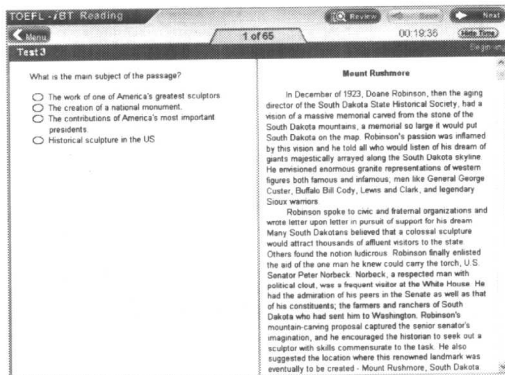 TOEFL - iBT Reading
Review
Back
Next
Menu
1 of 65
00:19:36
Hide Time
Test 3
Beginning
What is the main subject of the passage?
The work of one of America's greatest sculptors
The creation of a national monument.
The contributions of America's most important
presidents.
Historical sculpture in the US
Mount Rushmore
In December of 1923, Doane Robinson, then the aging
director of the South Dakota State Historical Society, had a
vision of a massive memorial carved from the stone of the
South Dakota mountains, a memorial so large it would put
South Dakota on the map. Robinson's passion was inflamed
by this vision and he told all who would listen of his dream of
giants majestically arrayed along the South Dakota skyline.
He envisioned enormous granite representations of western
figures both famous and infamous; men like General George
Custer, Buffalo Bill Cody, Lewis and Clark, and legendary
Sioux warriors.
Robinson spoke to civic and fraternal organizations and
wrote letter upon letter in pursuit of support for his dream.
Many South Dakotans believed that a colossal sculpture
would attract thousands of affluent visitors to the state.
Others found the notion ludicrous. Robinson finally enlisted
the aid of the one man he knew could carry the torch, U.S.
Senator Peter Norbeck. Norbeck, a respected man with
political clout, was a frequent visitor at the White House. He
had the admiration of his peers in the Senate as well as that
of his constituents; the farmers and ranchers of South
Dakota who had sent him to Washington. Robinson's
mountain-carving proposal captured the senior senator's
imagination, and he encouraged the historian to seek out a
sculptor with skills commensurate to the task. He also
suggested the location where this renowned landmark was
eventually to be created - Mount Rushmore, South Dakota